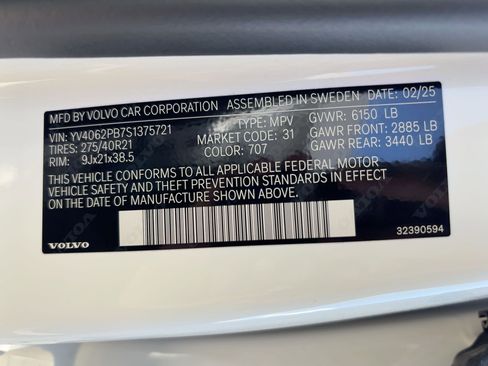 MFD BY VOLVO CAR CORPORATION ASSEMBLED IN SWEDEN DATE: 02/25
VIN: YV4062PB7S1375721 TYPE: MPV GVWR: 6150 LB
TIRES: 275/40R21 MARKET: 31 GAWR FRONT: 2885 LB
RIM: 9Jx21x38.5 COLOR: 707 GAWR REAR: 3440 LB
THIS VEHICLE CONFORMS TO ALL APPLICABLE FEDERAL MOTOR
VEHICLE SAFETY AND THEFT PREVENTION STANDARDS IN EFFECT
ON THE DATE OF MANUFACTURE SHOWN ABOVE.
VOLVO 32390594